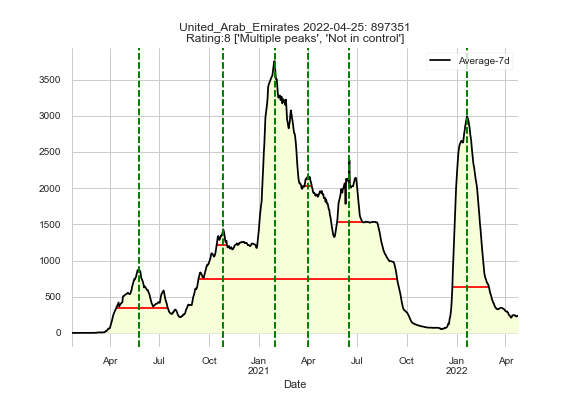 United_Arab_Emirates 2022-04-25: 897351
Rating:8 ['Multiple peaks', 'Not in control']
Average-7d
3500
3000
2500
2000
1500
1000
500
0
Apr
Jul
Oct
Jan
2021
Apr
Jul
Oct
Jan
2022
Apr
Date